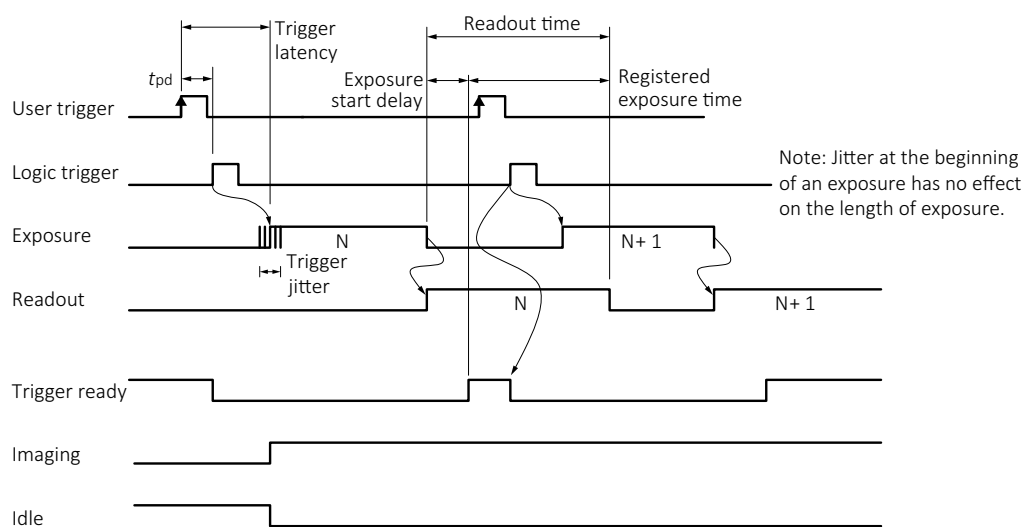 Readout time
Trigger
latency
tpd
Exposure
start delay
Registered
exposure time
User trigger
Logic trigger
Note: Jitter at the beginning
of an exposure has no effect
on the length of exposure.
Exposure
N
N+ 1
Trigger
jitter
Readout
N
N+ 1
Trigger ready
Imaging
Idle